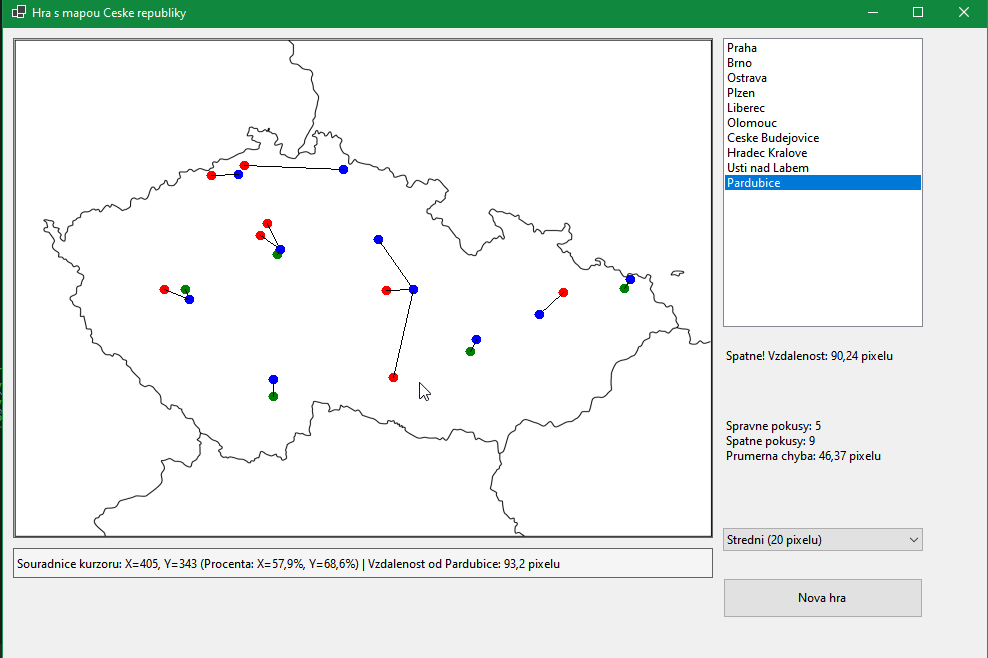 Hra s mapou Ceske republiky
Praha
Brno
Ostrava
Plzen
Liberec
Olomouc
Ceske Budejovice
Hradec Kralove
Usti nad Labem
Pardubice
Spatne! Vzdalenost: 90,24 pixelu
Spravne pokusy: 5
Spatne pokusy: 9
Prumerna chyba: 46,37 pixelu
Stredni (20 pixelu)
Souradnice kurzoru: X=405, Y=343 (Procenta: X=57,9%, Y=68,6%) | Vzdalenost od Pardubice: 93,2 pixelu
Nova hra